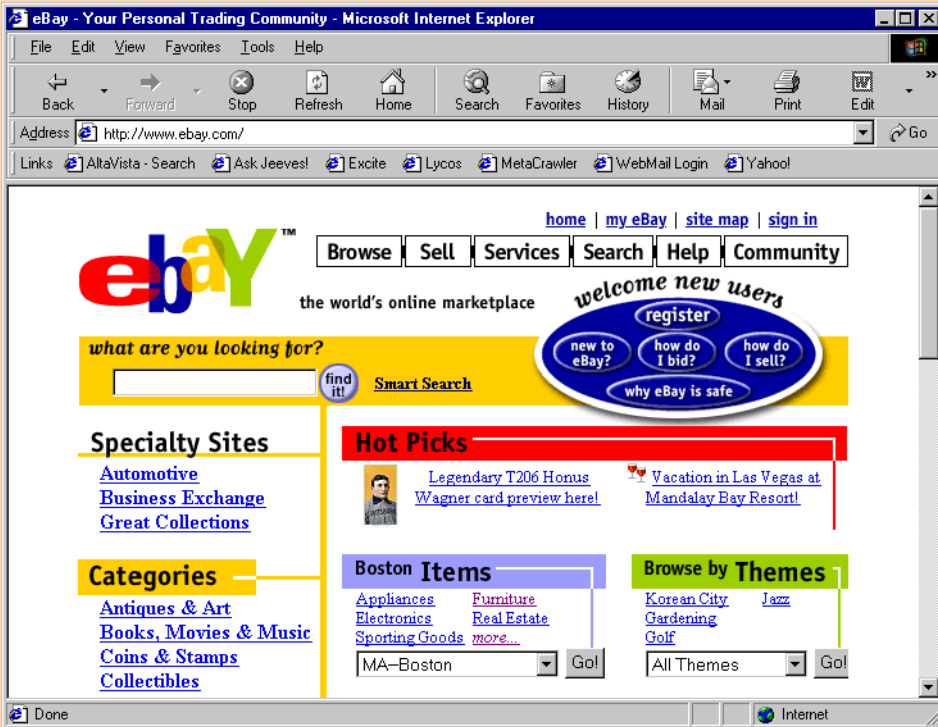 eBay - Your Personal Trading Community - Microsoft Internet Explorer
File Edit View Favorites Tools Help
Back Forward Stop Refresh Home Search Favorites History Mail Print Edit »
Address http://www.ebay.com/ Go
Links AltaVista - Search Ask Jeeves! Excite Lycos MetaCrawler WebMail Login Yahoo!
home | my eBay | site map | sign in
ebaY™
Browse Sell Services Search Help Community
the world's online marketplace
welcome new users
register
new to eBay?
how do I bid?
how do I sell?
why eBay is safe
what are you looking for?
find it!
Smart Search
Specialty Sites
Automotive
Business Exchange
Great Collections
Categories
Antiques & Art
Books, Movies & Music
Coins & Stamps
Collectibles
Hot Picks
Legendary T206 Honus
Wagner card preview here!
Vacation in Las Vegas at
Mandalay Bay Resort!
Boston Items
Appliances Furniture
Electronics Real Estate
Sporting Goods more...
MA-Boston Go!
Browse by Themes
Korean City Jazz
Gardening
Golf
All Themes Go!
Done Internet